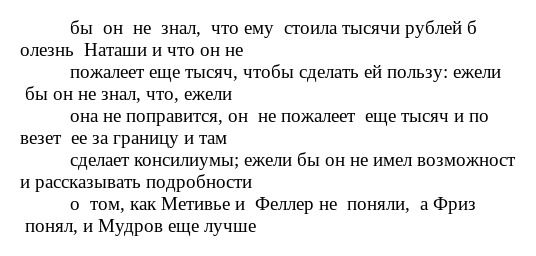 бы он не знал, что ему стоила тысячи рублей б
олезнь Наташи и что он не
пожалеет еще тысяч, чтобы сделать ей пользу: ежели
бы он не знал, что, ежели
она не поправится, он не пожалеет еще тысяч и по
везет ее за границу и там
сделает консилиумы; ежели бы он не имел возможност
и рассказывать подробности
о том, как Метивье и Феллер не поняли, а Фриз
понял, и Мудров еще лучше